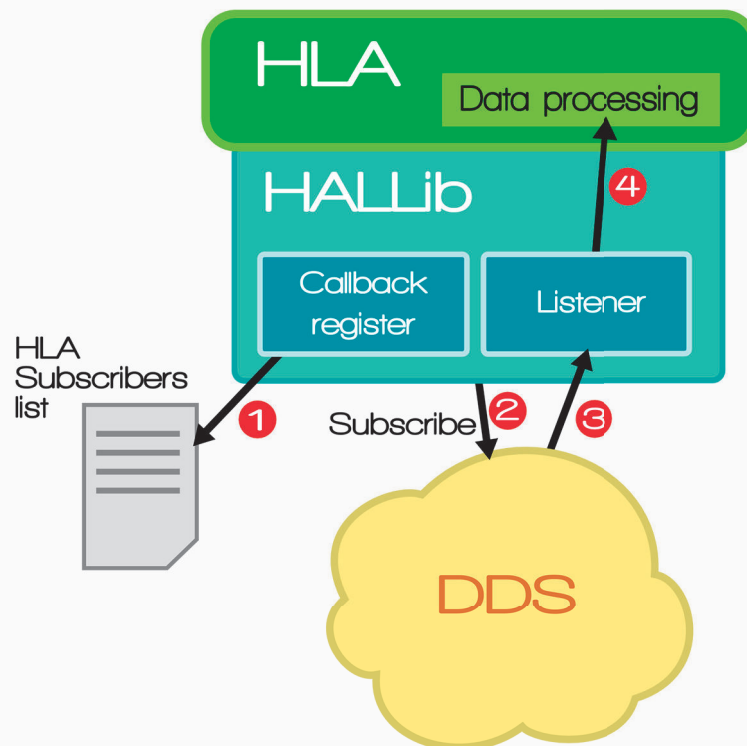 HLA
Data processing
HALLib
4
Callback
register
Listener
HLA
Subscribers
list
1
Subscribe
2
3
DDS